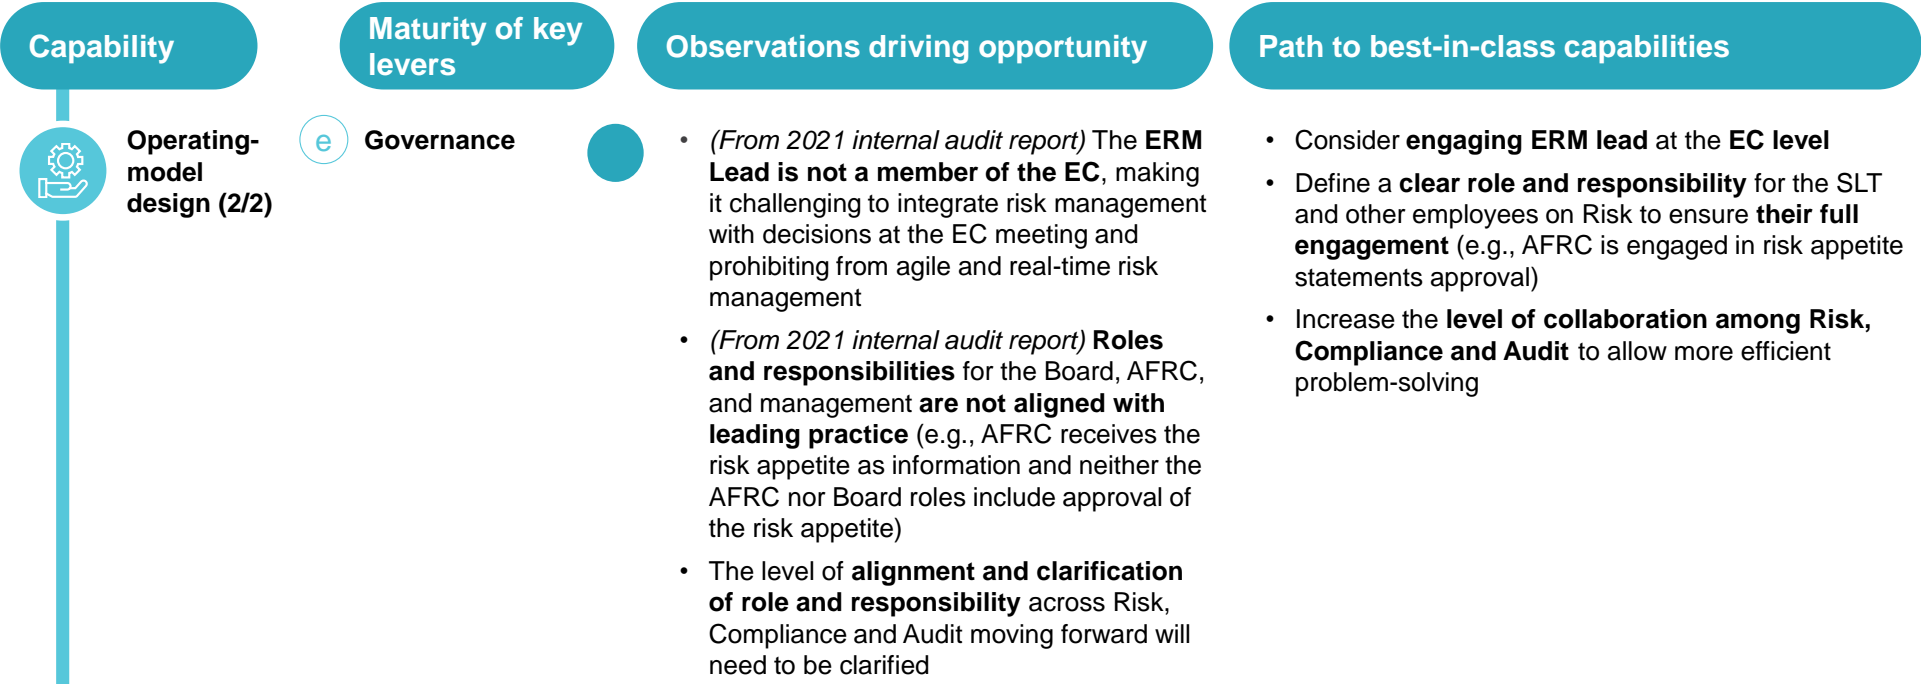 Capability
Maturity of key
levers
Observations driving opportunity
Path to best-in-class capabilities
Operating-
model
design (2/2)
e
Governance
• (From 2021 internal audit report) The ERM
Lead is not a member of the EC, making
it challenging to integrate risk management
with decisions at the EC meeting and
prohibiting from agile and real-time risk
management
• (From 2021 internal audit report) Roles
and responsibilities for the Board, AFRC,
and management are not aligned with
leading practice (e.g., AFRC receives the
risk appetite as information and neither the
AFRC nor Board roles include approval of
the risk appetite)
• The level of alignment and clarification
of role and responsibility across Risk,
Compliance and Audit moving forward will
need to be clarified
• Consider engaging ERM lead at the EC level
• Define a clear role and responsibility for the SLT
and other employees on Risk to ensure their full
engagement (e.g., AFRC is engaged in risk appetite
statements approval)
• Increase the level of collaboration among Risk,
Compliance and Audit to allow more efficient
problem-solving